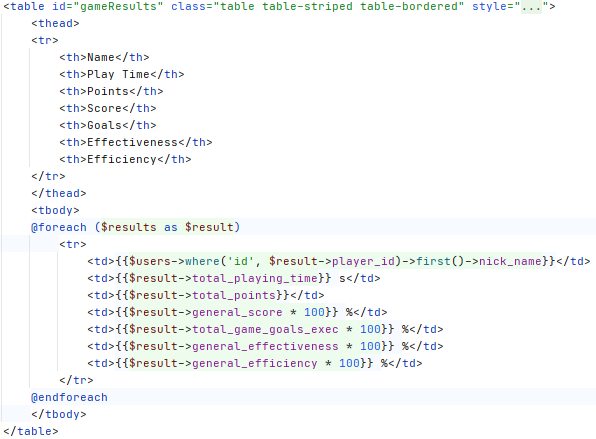 <table id="gameResults" class="table table-striped table-bordered" style="...">
    <thead>
    <tr>
        <th>Name</th>
        <th>Play Time</th>
        <th>Points</th>
        <th>Score</th>
        <th>Goals</th>
        <th>Effectiveness</th>
        <th>Efficiency</th>
    </tr>
    </thead>
    <tbody>
    @foreach ($results as $result)
        <tr>
            <td>{{$users->where('id', $result->player_id)->first()->nick_name}}</td>
            <td>{{$result->total_playing_time}} s</td>
            <td>{{$result->total_points}}</td>
            <td>{{$result->general_score * 100}} %</td>
            <td>{{$result->total_game_goals_exec * 100}} %</td>
            <td>{{$result->general_effectiveness * 100}} %</td>
            <td>{{$result->general_efficiency * 100}} %</td>
        </tr>
    @endforeach
    </tbody>
</table>